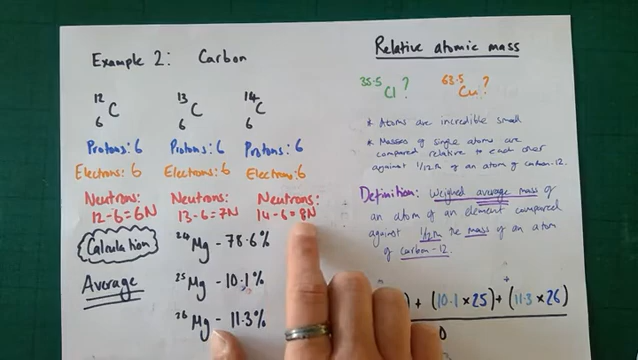 Example 2: Carbon
12 C 6
13 C 6
14 C 6
Protons: 6 Protons: 6 Protons: 6
Electrons: 6 Electrons: 6 Electrons: 6
Neutrons: Neutrons: Neutrons:
12-6=6N 13-6=7N 14-6=8N
Calculation
Average
24 Mg - 78.6%
25 Mg - 10.1%
26 Mg - 11.3%
Relative atomic mass
35.5 Cl? 63.5 Cu?
* Atoms are incredible small
* Masses of single atoms are
compared relative to each other
against 1/12th of an atom of carbon-12.
Definition: Weighed average mass of
an atom of an element compared
against 1/12 the mass of an atom
of carbon-12
) + (10.1 x 25) + (11.3 x 26)